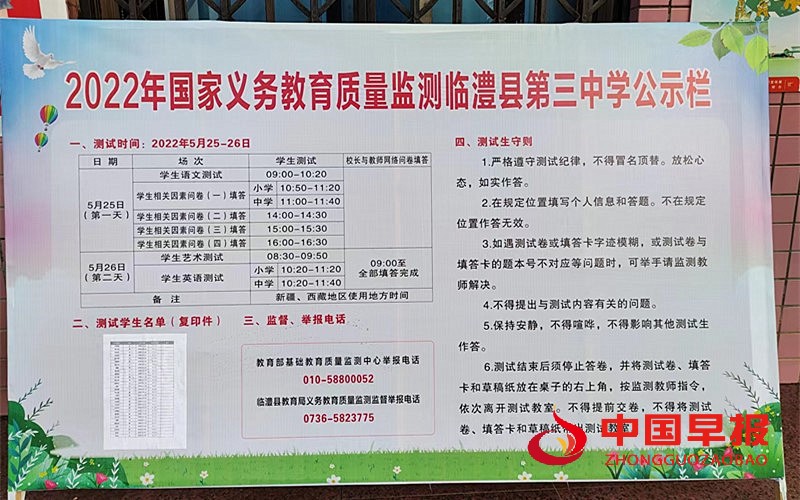 2022年国家义务教育质量监测临澧县第三中学公示栏
一、测试时间：2022年5月25-26日
日 期 场 次 学生测试 校长与教师网络问卷填答
5月25日（第一天） 学生语文测试 09:00-10:20
学生相关因素问卷（一）填答 小学 10:50-11:20
中学 11:00-11:40
学生相关因素问卷（二）填答 14:00-14:30
学生相关因素问卷（三）填答 15:00-15:30
学生相关因素问卷（四）填答 16:00-16:30
5月26日（第二天） 学生艺术测试 08:30-09:50
学生英语测试 小学 10:20-11:20
中学 10:20-11:40
09:00至
全部填答完成
备 注 新疆、西藏地区使用地方时间
二、测试学生名单（复印件）
三、监督、举报电话
教育部基础教育质量监测中心举报电话
010-58800052
临澧县教育局义务教育质量监测监督举报电话
0736-5823775
四、测试生守则
1.严格遵守测试纪律，不得冒名顶替。放松心
态，如实作答。
2.在规定位置填写个人信息和答题。不在规定
位置作答无效。
3.如遇测试卷或填答卡字迹模糊，或测试卷与
填答卡的题本号不对应等问题时，可举手请监测教
师解决。
4.不得提出与测试内容有关的问题。
5.保持安静，不得喧哗，不得影响其他测试生
作答。
6.测试结束后须停止答卷，并将测试卷、填答
卡和草稿纸放在桌子的右上角，按监测教师指令，
依次离开测试教室。不得提前交卷，不得将测试
卷、填答卡和草稿纸带出测试教室
中国早报
ZHONGGUOZAOBAO